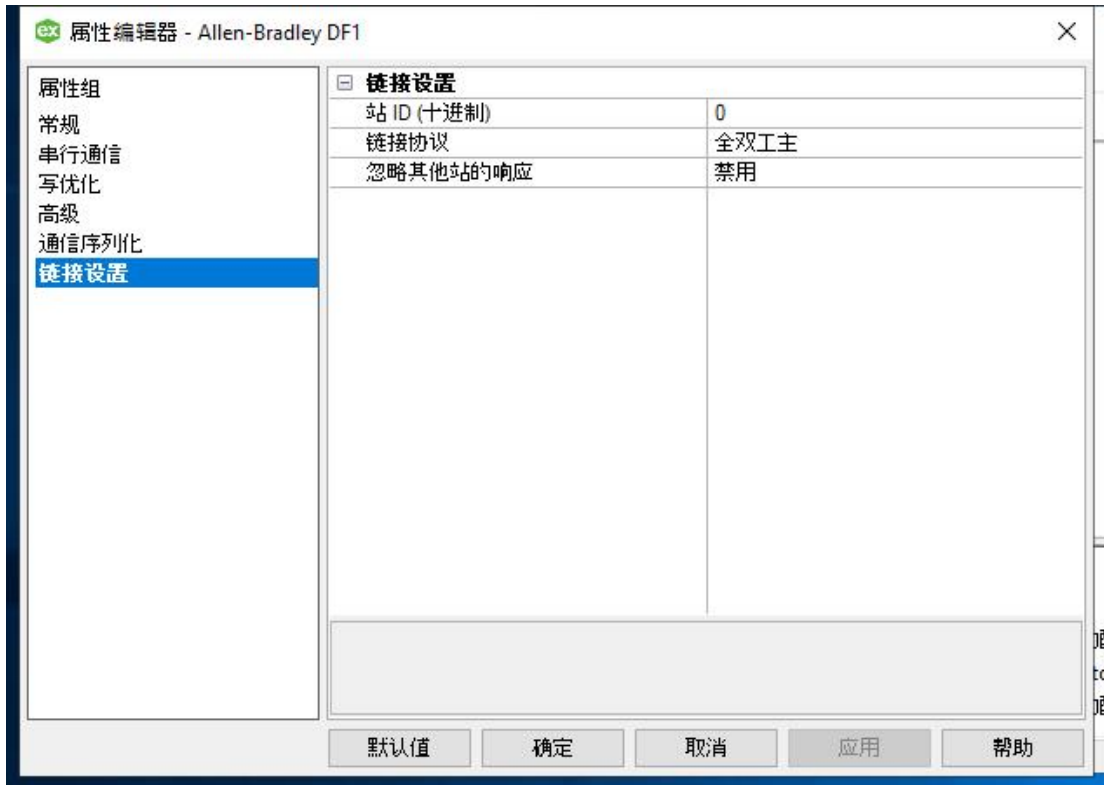 ex 属性编辑器 - Allen-Bradley DF1
属性组
常规
串行通信
写优化
高级
通信序列化
链接设置
链接设置
站 ID (十进制) 0
链接协议 全双工主
忽略其他站的响应 禁用
默认值 确定 取消 应用 帮助